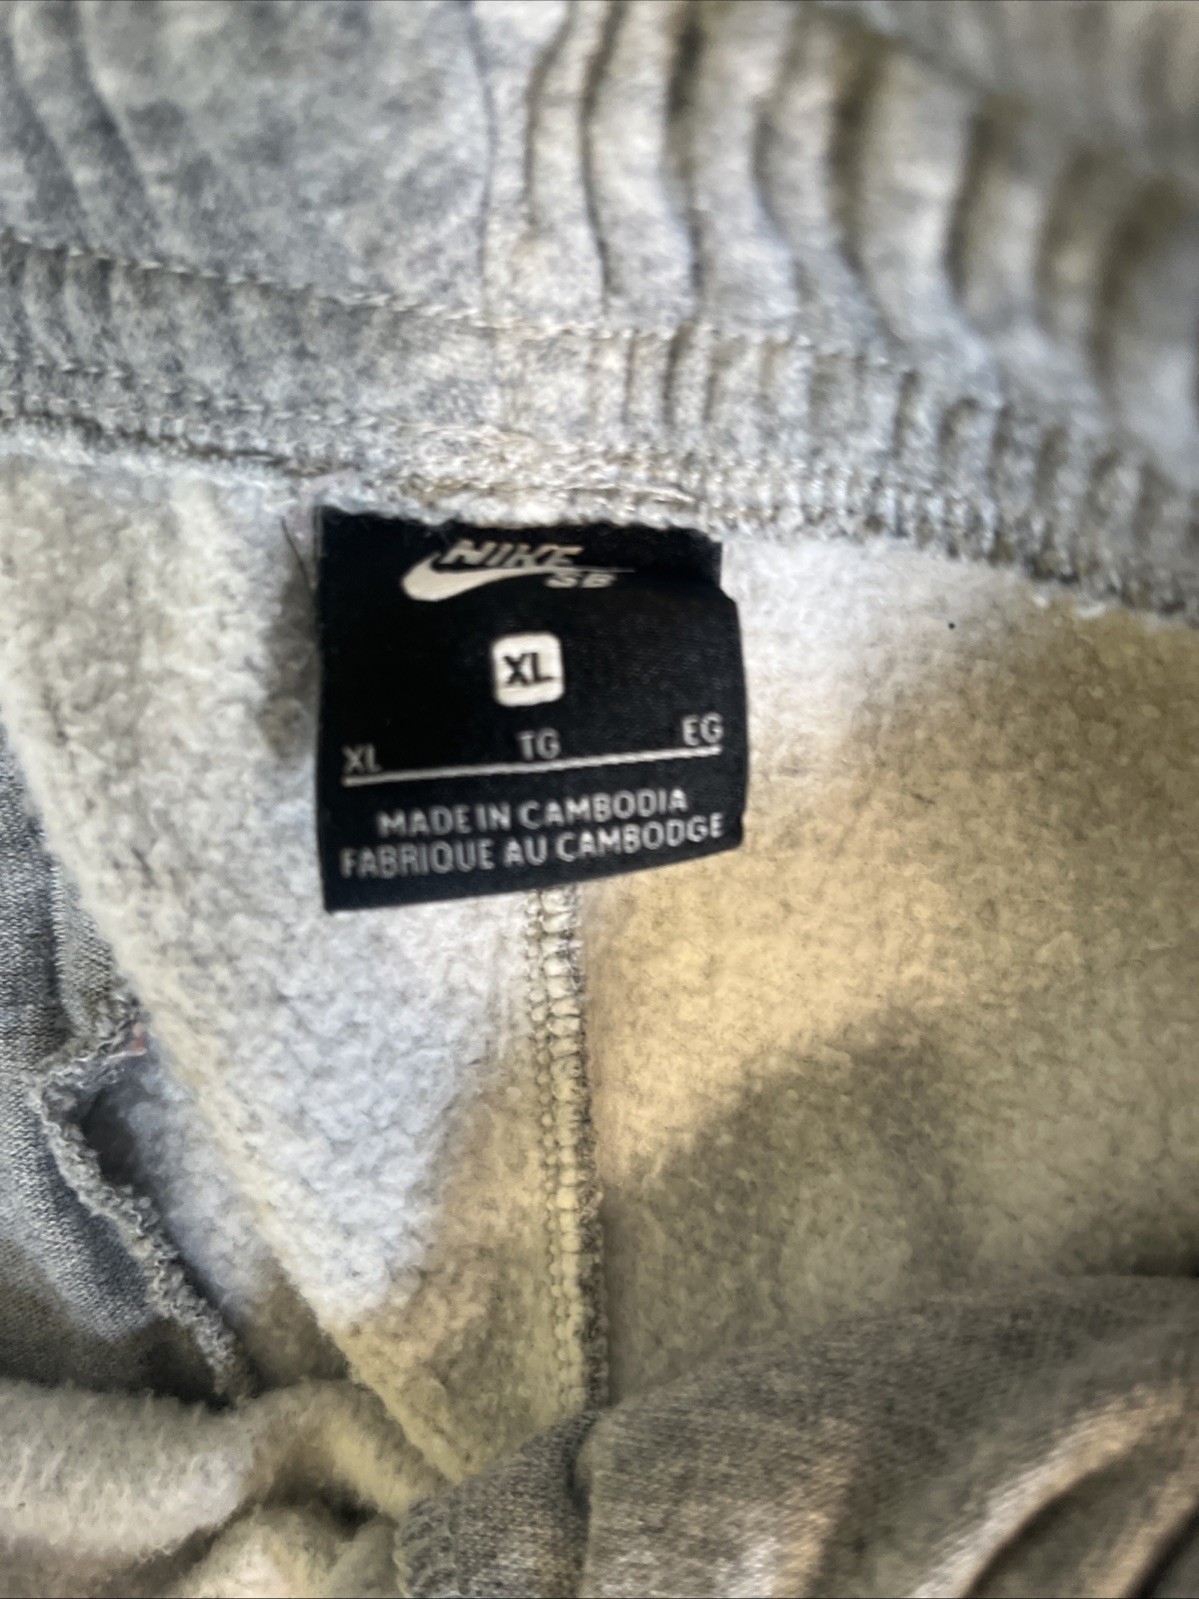 NIKE
SB
XL
XL TG EG
MADE IN CAMBODIA
FABRIQUE AU CAMBODGE